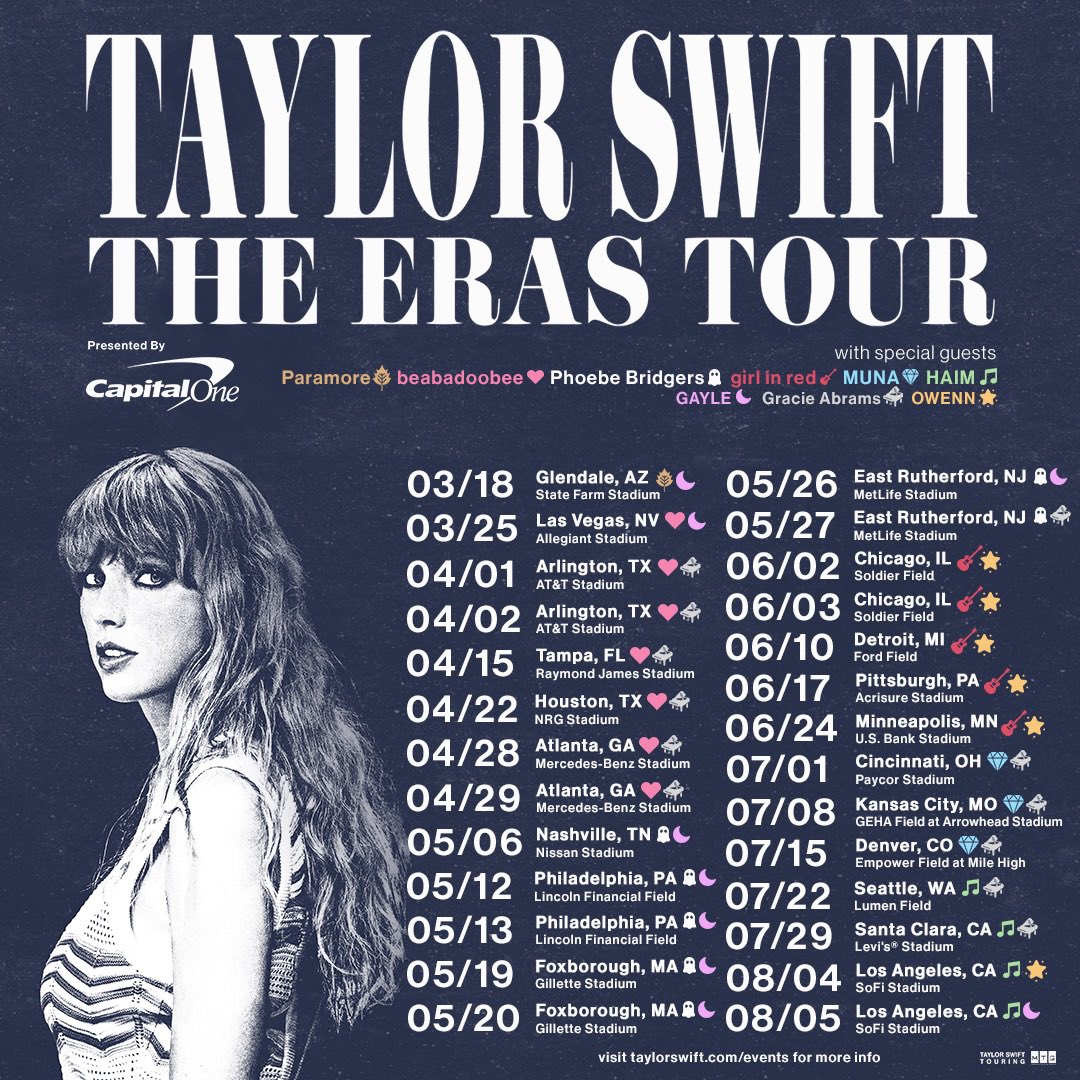 TAYLOR SWIFT
THE ERAS TOUR
Presented By
Capital One
with special guests
Paramore beabadoobee Phoebe Bridgers girl in red MUNA HAIM
GAYLE Gracie Abrams OWENN
03/18 Glendale, AZ
State Farm Stadium
03/25 Las Vegas, NV
Allegiant Stadium
04/01 Arlington, TX
AT&T Stadium
04/02 Arlington, TX
AT&T Stadium
04/15 Tampa, FL
Raymond James Stadium
04/22 Houston, TX
NRG Stadium
04/28 Atlanta, GA
Mercedes-Benz Stadium
04/29 Atlanta, GA
Mercedes-Benz Stadium
05/06 Nashville, TN
Nissan Stadium
05/12 Philadelphia, PA
Lincoln Financial Field
05/13 Philadelphia, PA
Lincoln Financial Field
05/19 Foxborough, MA
Gillette Stadium
05/20 Foxborough, MA
Gillette Stadium
05/26 East Rutherford, NJ
MetLife Stadium
05/27 East Rutherford, NJ
MetLife Stadium
06/02 Chicago, IL
Soldier Field
06/03 Chicago, IL
Soldier Field
06/10 Detroit, MI
Ford Field
06/17 Pittsburgh, PA
Acrisure Stadium
06/24 Minneapolis, MN
U.S. Bank Stadium
07/01 Cincinnati, OH
Paycor Stadium
07/08 Kansas City, MO
GEHA Field at Arrowhead Stadium
07/15 Denver, CO
Empower Field at Mile High
07/22 Seattle, WA
Lumen Field
07/29 Santa Clara, CA
Levi's® Stadium
08/04 Los Angeles, CA
SoFi Stadium
08/05 Los Angeles, CA
SoFi Stadium
visit taylorswift.com/events for more info
TAYLOR SWIFT
TOURING
MTG